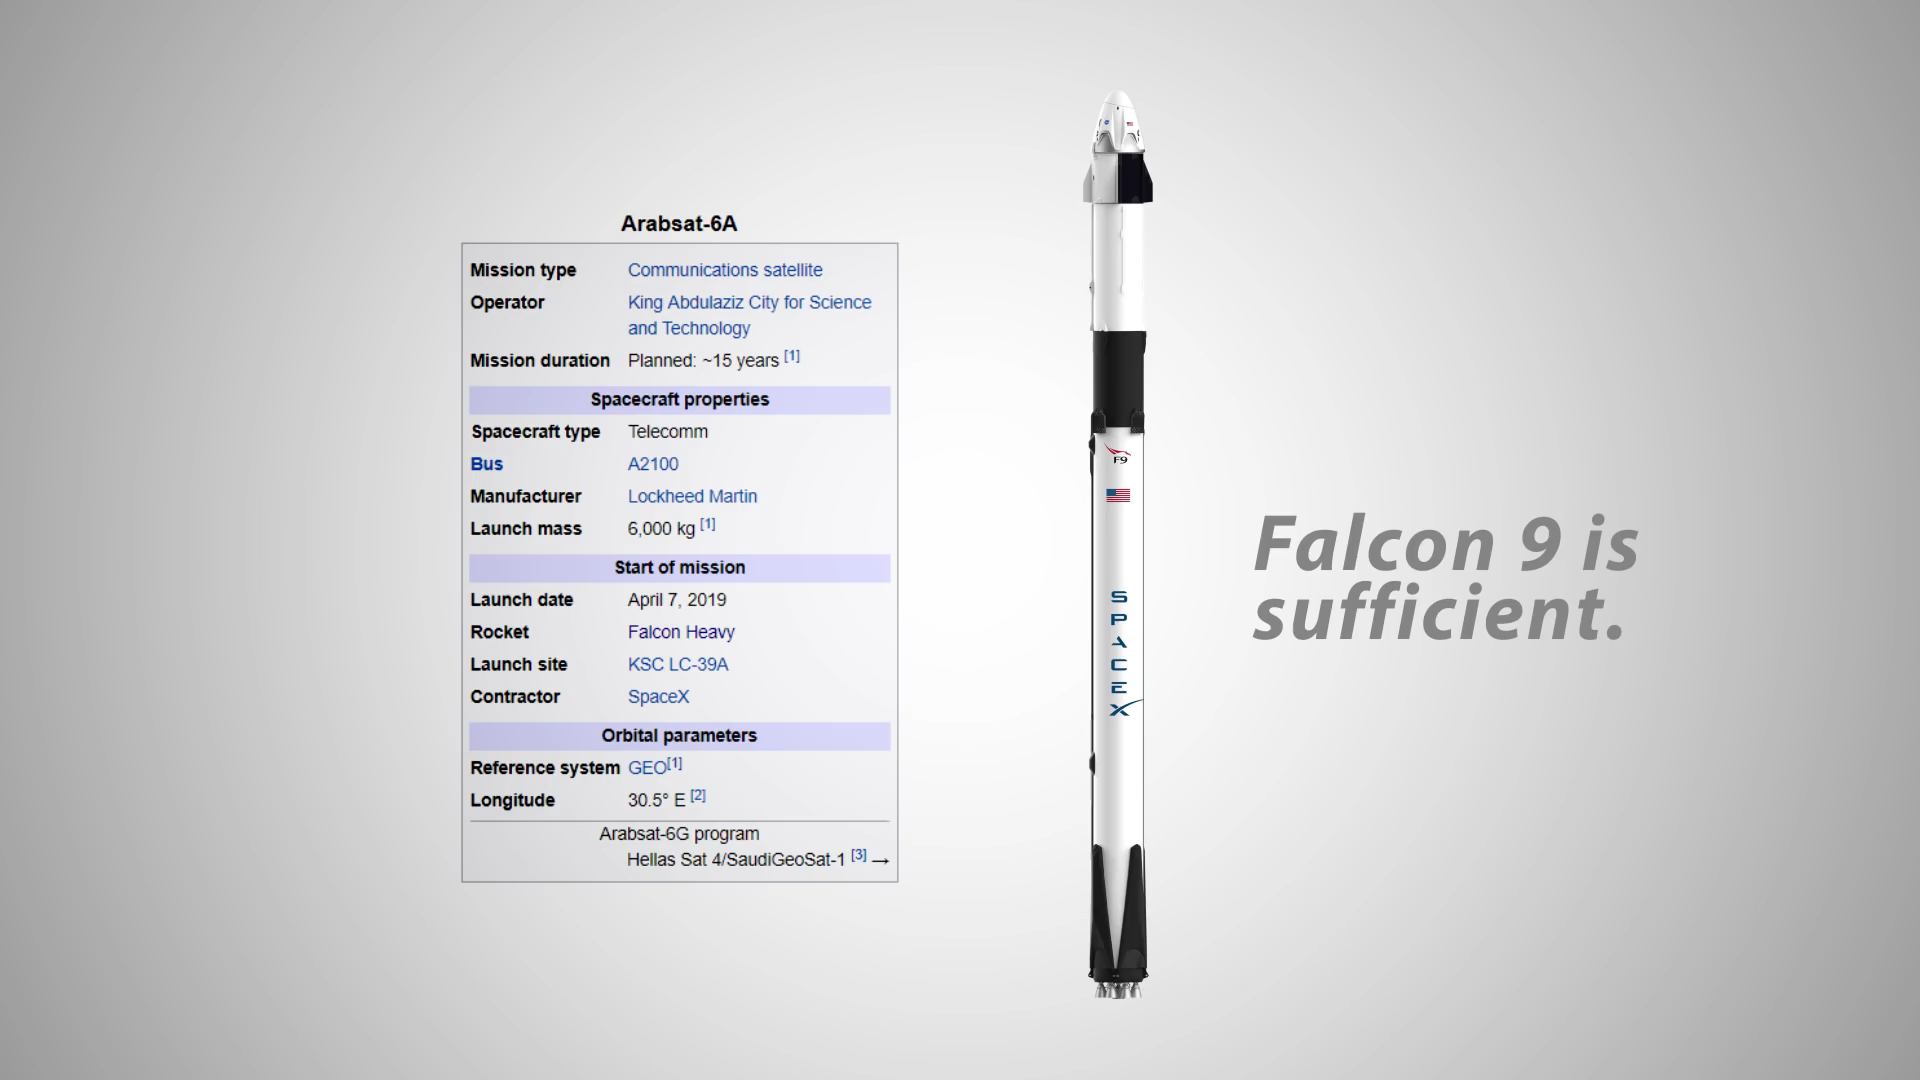 Arabsat-6A
Mission type Communications satellite
Operator King Abdulaziz City for Science
and Technology
Mission duration Planned: ~15 years [1]
Spacecraft properties
Spacecraft type Telecomm
Bus A2100
Manufacturer Lockheed Martin
Launch mass 6,000 kg [1]
Start of mission
Launch date April 7, 2019
Rocket Falcon Heavy
Launch site KSC LC-39A
Contractor SpaceX
Orbital parameters
Reference system GEO[1]
Longitude 30.5° E [2]
Arabsat-6G program
Hellas Sat 4/SaudiGeoSat-1 [3] →
F9
SPACEX
Falcon 9 is
sufficient.